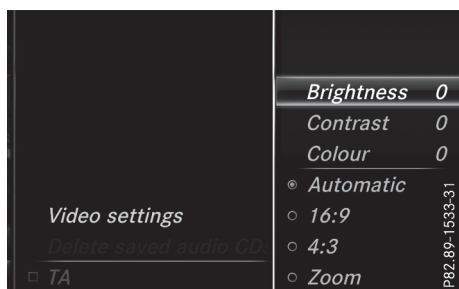 Brightness 0
Contrast 0
Colour 0
Automatic
Video settings
16:9
Delete saved audio CDs
4:3
TA
Zoom
P82.89-1533-31